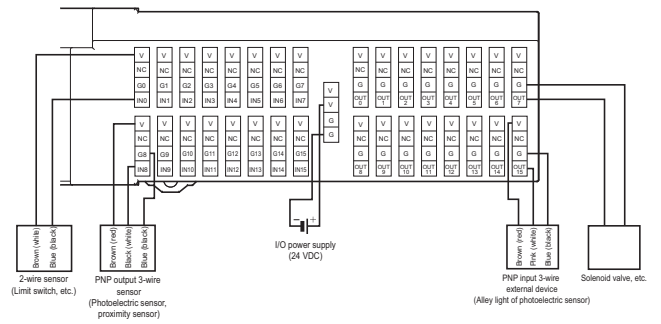 V V V V V V V V
NC NC NC NC NC NC NC NC
G0 G1 G2 G3 G4 G5 G6 G7
IN0 IN1 IN2 IN3 IN4 IN5 IN6 IN7
V V V V V V V V
NC NC NC NC NC NC NC NC
G G G G G G G G
OUT 0 OUT 1 OUT 2 OUT 3 OUT 4 OUT 5 OUT 6 OUT 7
V
V
G
G
V V V V V V V V
NC NC NC NC NC NC NC NC
G8 G9 G10 G11 G12 G13 G14 G15
IN8 IN9 IN10 IN11 IN12 IN13 IN14 IN15
V V V V V V V V
NC NC NC NC NC NC NC NC
G G G G G G G G
OUT 8 OUT 9 OUT 10 OUT 11 OUT 12 OUT 13 OUT 14 OUT 15
Brown (white)
Blue (black)
2-wire sensor
(Limit switch, etc.)
Brown (red)
Black (white)
Blue (black)
PNP output 3-wire
sensor
(Photoelectric sensor,
proximity sensor)
− +
I/O power supply
(24 VDC)
Brown (red)
Pink (white)
Blue (black)
PNP input 3-wire
external device
(Alley light of photoelectric sensor)
Solenoid valve, etc.